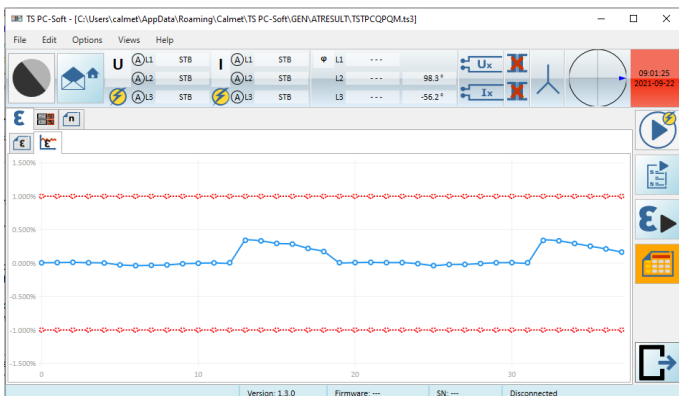 TS PC-Soft - [C:\Users\calmet\AppData\Roaming\Calmet\TS PC-Soft\GEN\ATRESULT\TSTPCQPQM.ts3]
File Edit Options Views Help
U A L1 STB I A L1 STB φ L1 ---
A L2 STB A L2 STB L2 --- 98.3° Ux
A L3 STB A L3 STB L3 --- -56.2° Ix
09:01:25
2021-09-22
ε n
ε ε
1.500%
1.000%
0.500%
0.000%
-0.500%
-1.000%
-1.500%
0 10 20 30
ε
Version: 1.3.0 Firmware: --- SN: --- Disconnected